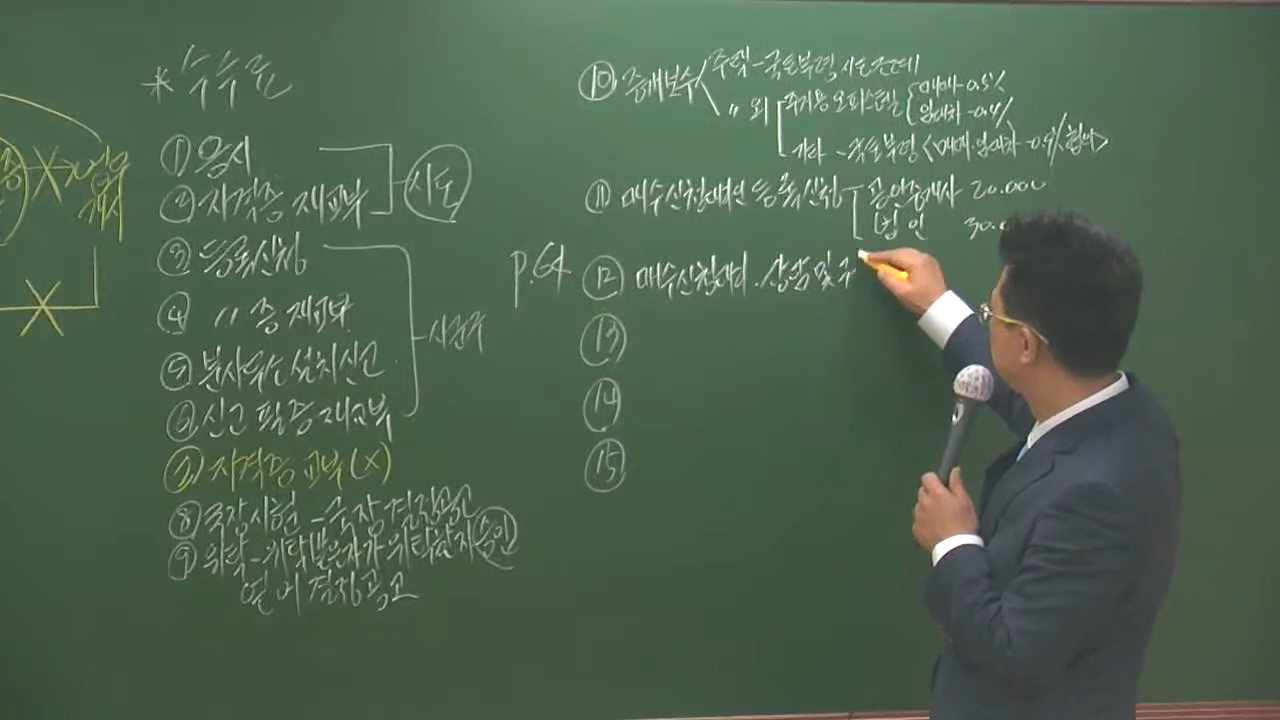 * 수수료
① 응시
② 자격증 재교부
시·도
③ 등록신청
④ 〃 증 재교부
⑤ 분사무소 설치신고
⑥ 신고필증 재교부
시군구
⑦ 자격증 교부(X)
⑧ 국장시험 - 국장 결정공고
⑨ 위탁 - 위탁받은자가 위탁한자 승인
얻어 결정공고
⑩ 중개보수 주택 - 국토부령 시·도조례
〃 외 주거용 오피스텔 매매 - 0.5%
임대차 - 0.4%
기타 - 국토부령 <매매·임대차 - 0.9% 협의>
⑪ 매수신청대리인 등록신청 공인중개사 20.000
법인 30.0
p.64 ⑫ 매수신청대리. 상담 및
⑬
⑭
⑮